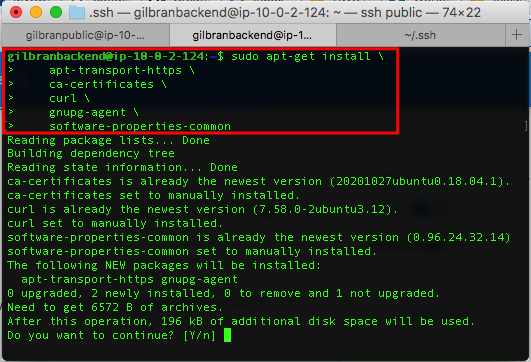 .ssh — gilbranbackend@ip-10-0-2-124: ~ — ssh public — 74×22
gilbranpublic@ip-10-0-...
gilbranbackend@ip-1...
~/.ssh
+
gilbranbackend@ip-10-0-2-124:~$ sudo apt-get install \
>     apt-transport-https \
>     ca-certificates \
>     curl \
>     gnupg-agent \
>     software-properties-common
Reading package lists... Done
Building dependency tree
Reading state information... Done
ca-certificates is already the newest version (20201027ubuntu0.18.04.1).
ca-certificates set to manually installed.
curl is already the newest version (7.58.0-2ubuntu3.12).
curl set to manually installed.
software-properties-common is already the newest version (0.96.24.32.14)
software-properties-common set to manually installed.
The following NEW packages will be installed:
  apt-transport-https gnupg-agent
0 upgraded, 2 newly installed, 0 to remove and 1 not upgraded.
Need to get 6572 B of archives.
After this operation, 196 kB of additional disk space will be used.
Do you want to continue? [Y/n]